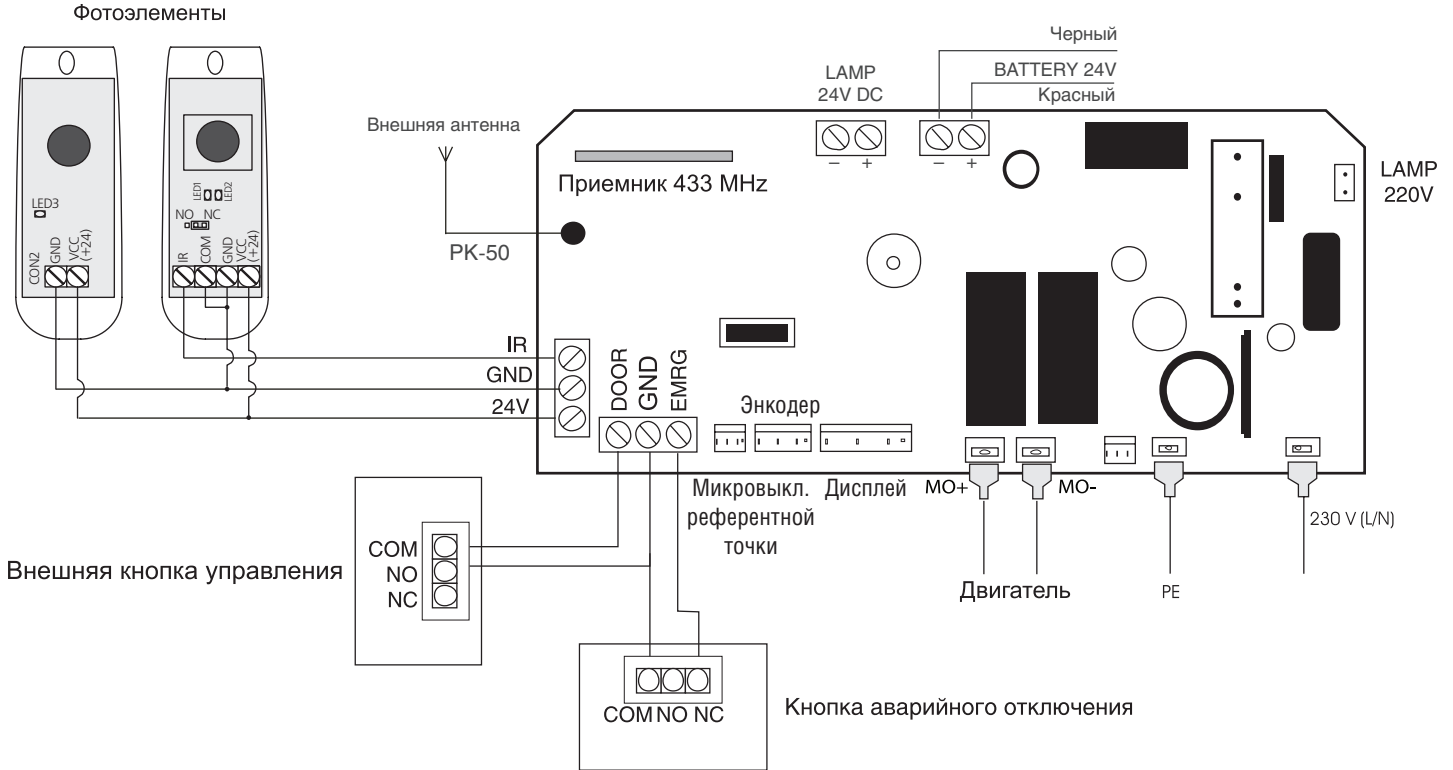 Фотоэлементы
LED3
CON2
GND
VCC
(+24)
LED1
LED2
NO NC
IR
COM
GND
VCC
(+24)
Внешняя антенна
PK-50
Приемник 433 MHz
LAMP
24V DC
– +
Черный
BATTERY 24V
Красный
– +
LAMP
220V
IR
GND
24V
DOOR
GND
EMRG
Энкодер
Микровыкл.
референтной
точки
Дисплей
MO+
MO-
Двигатель
PE
230 V (L/N)
Внешняя кнопка управления
COM
NO
NC
COM NO NC
Кнопка аварийного отключения